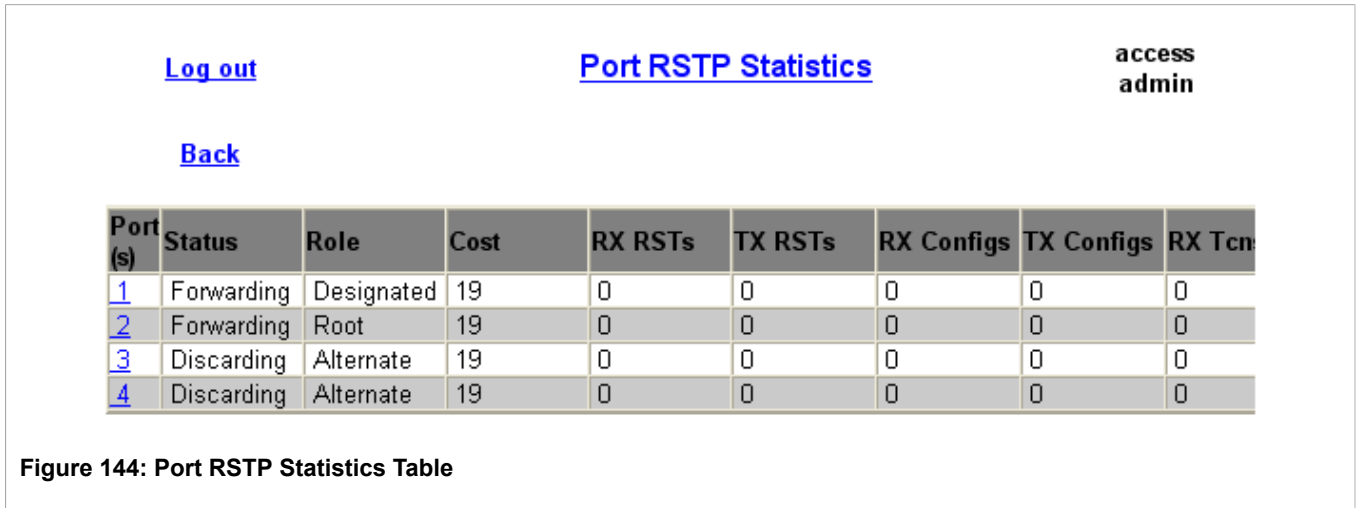 Log out Port RSTP Statistics access
admin
Back
Port (s) Status Role Cost RX RSTs TX RSTs RX Configs TX Configs RX Tcn
1 Forwarding Designated 19 0 0 0 0 0
2 Forwarding Root 19 0 0 0 0 0
3 Discarding Alternate 19 0 0 0 0 0
4 Discarding Alternate 19 0 0 0 0 0
Figure 144: Port RSTP Statistics Table